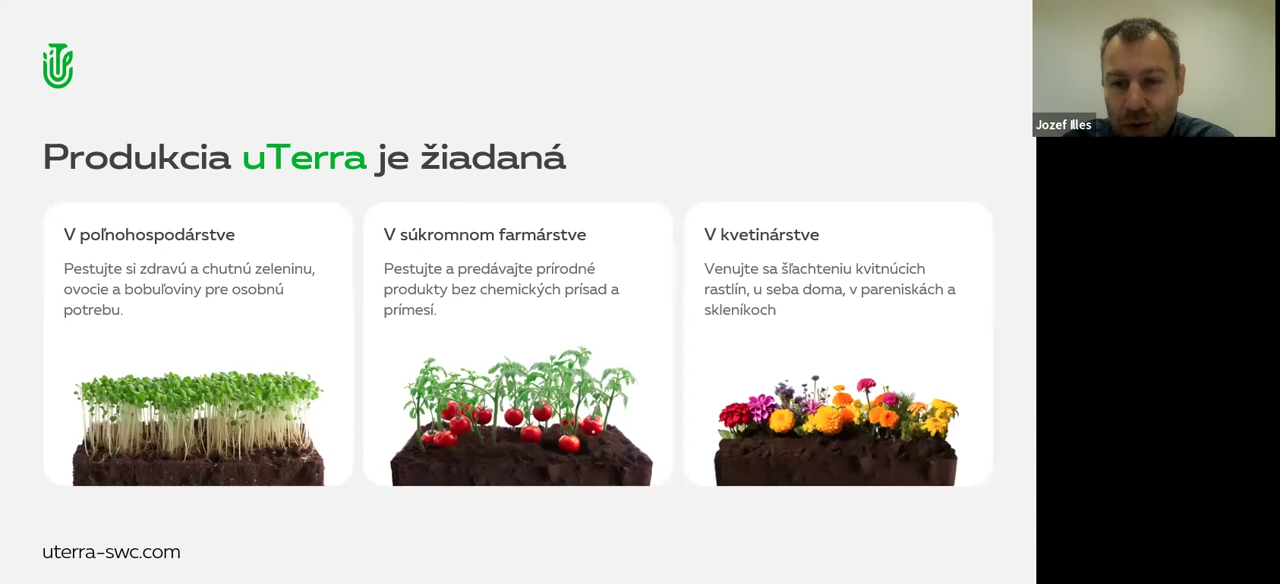 Produkcia uTerra je žiadaná
V poľnohospodárstve
Pestujte si zdravú a chutnú zeleninu,
ovocie a bobuľoviny pre osobnú
potrebu.
V súkromnom farmárstve
Pestujte a predávajte prírodné
produkty bez chemických prísad a
prímesí.
V kvetinárstve
Venujte sa šľachteniu kvitnúcich
rastlín, u seba doma, v pareniskách a
skleníkoch
uterra-swc.com
Jozef Illes